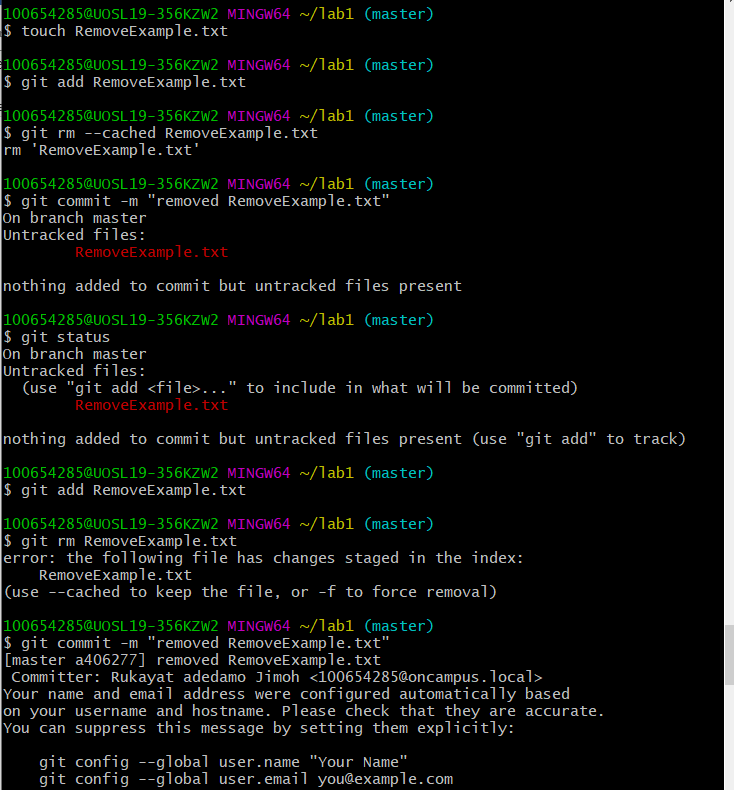 100654285@UOSL19-356KZW2 MINGW64 ~/lab1 (master)
$ touch RemoveExample.txt
100654285@UOSL19-356KZW2 MINGW64 ~/lab1 (master)
$ git add RemoveExample.txt
100654285@UOSL19-356KZW2 MINGW64 ~/lab1 (master)
$ git rm --cached RemoveExample.txt
rm 'RemoveExample.txt'
100654285@UOSL19-356KZW2 MINGW64 ~/lab1 (master)
$ git commit -m "removed RemoveExample.txt"
On branch master
Untracked files:
RemoveExample.txt
nothing added to commit but untracked files present
100654285@UOSL19-356KZW2 MINGW64 ~/lab1 (master)
$ git status
On branch master
Untracked files:
(use "git add <file>..." to include in what will be committed)
RemoveExample.txt
nothing added to commit but untracked files present (use "git add" to track)
100654285@UOSL19-356KZW2 MINGW64 ~/lab1 (master)
$ git add RemoveExample.txt
100654285@UOSL19-356KZW2 MINGW64 ~/lab1 (master)
$ git rm RemoveExample.txt
error: the following file has changes staged in the index:
RemoveExample.txt
(use --cached to keep the file, or -f to force removal)
100654285@UOSL19-356KZW2 MINGW64 ~/lab1 (master)
$ git commit -m "removed RemoveExample.txt"
[master a406277] removed RemoveExample.txt
Committer: Rukayat adedamo Jimoh <100654285@oncampus.local>
Your name and email address were configured automatically based
on your username and hostname. Please check that they are accurate.
You can suppress this message by setting them explicitly:
git config --global user.name "Your Name"
git config --global user.email you@example.com